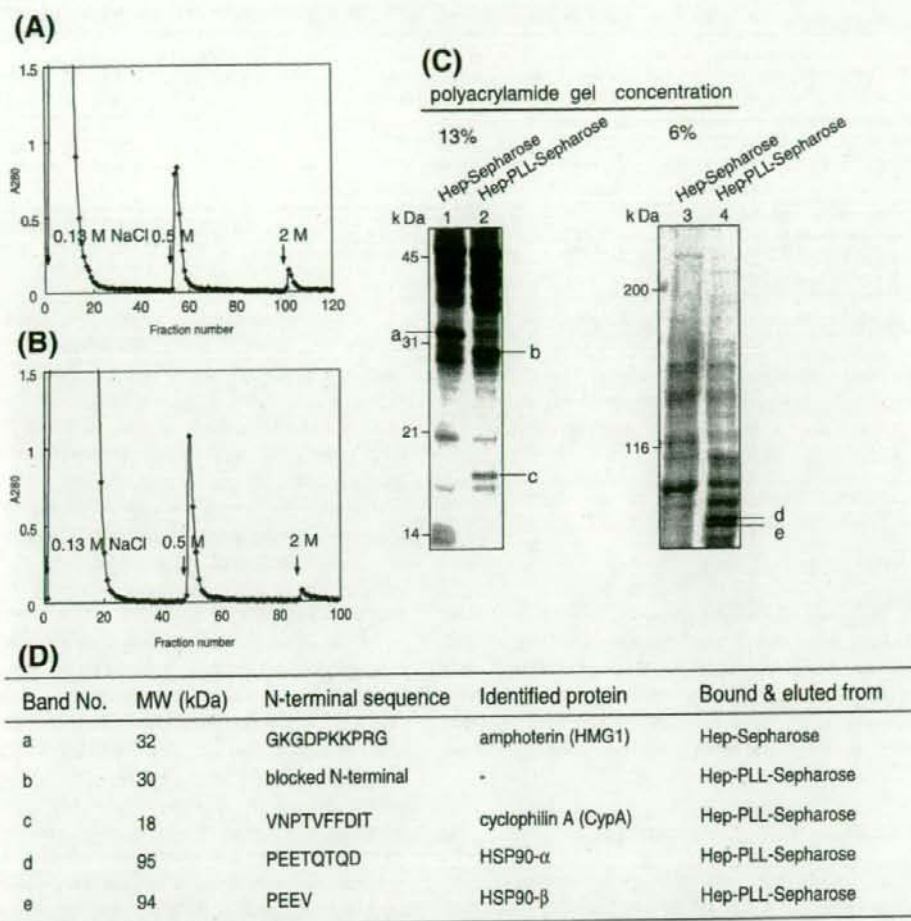 (A)
1.5
1
0.5
0
A280
0.13 M NaCl 0.5 M 2 M
0 20 40 60 80 100 120
Fraction number
(B)
1.5
1
0.5
0
A280
0.13 M NaCl 0.5 M 2 M
0 20 40 60 80 100
Fraction number
(C)
polyacrylamide gel concentration
13% 6%
Hep-Sepharose Hep-PLL-Sepharose Hep-Sepharose Hep-PLL-Sepharose
kDa 1 2 kDa 3 4
45
a
31
b
21
c
14
200
116
d
e
(D)
Band No. MW (kDa) N-terminal sequence Identified protein Bound & eluted from
a 32 GKGDPKKPRG amphoterin (HMG1) Hep-Sepharose
b 30 blocked N-terminal - Hep-PLL-Sepharose
c 18 VNPTVFFDIT cyclophilin A (CypA) Hep-PLL-Sepharose
d 95 PEETQTQD HSP90-α Hep-PLL-Sepharose
e 94 PEEV HSP90-β Hep-PLL-Sepharose